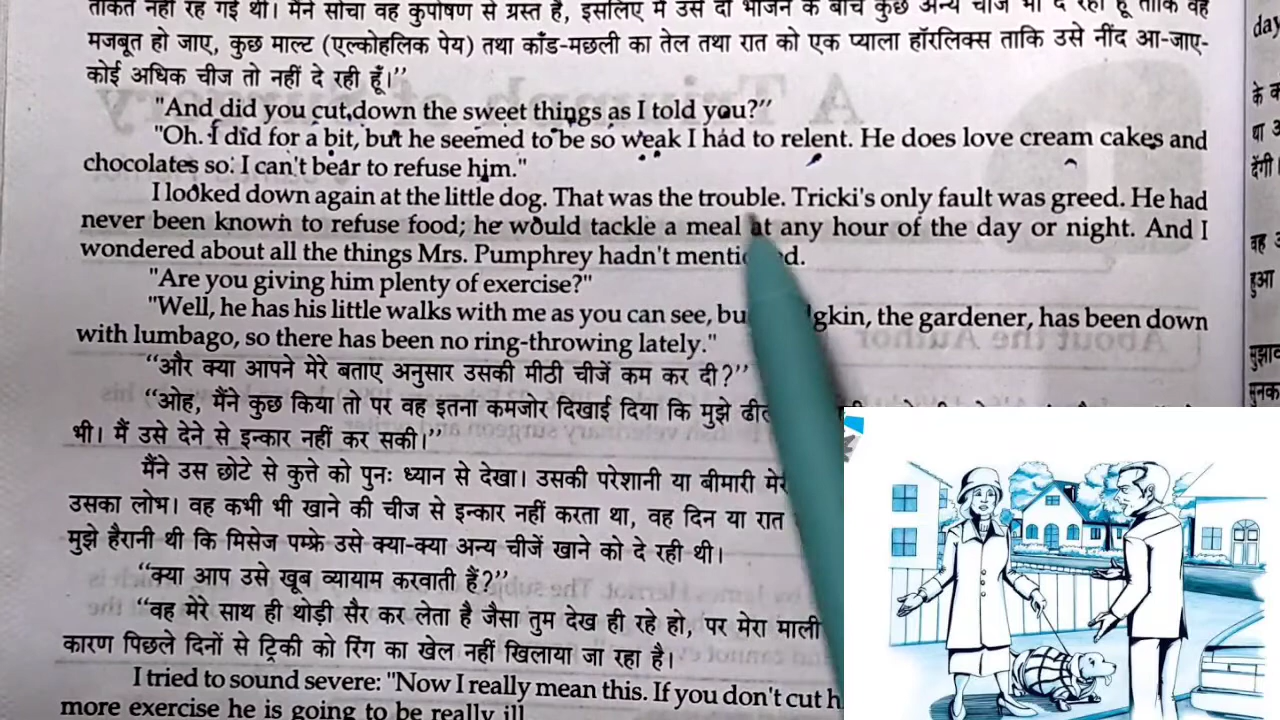 ताकत नहीं रह गई थी। मैंने सोचा वह कुपोषण से ग्रस्त है, इसलिए मैं उसे दो भोजन के बीच कुछ अन्य चीजें भी दे रही हूँ ताकि वह
मजबूत हो जाए, कुछ माल्ट (एल्कोहलिक पेय) तथा कॉड-मछली का तेल तथा रात को एक प्याला हॉरलिक्स ताकि उसे नींद आ-जाए-
कोई अधिक चीज तो नहीं दे रही हूँ।”
"And did you cut down the sweet things as I told you?”
"Oh. I did for a bit, but he seemed to be so weak I had to relent. He does love cream cakes and
chocolates so. I can't bear to refuse him."
I looked down again at the little dog. That was the trouble. Tricki's only fault was greed. He had
never been known to refuse food; he would tackle a meal at any hour of the day or night. And I
wondered about all the things Mrs. Pumphrey hadn't
"Are you giving him plenty of exercise?"
"Well, he has his little walks with me as you can see, the gardener, has been down
with lumbago, so there has been no ring-throwing lately."
“और क्या आपने मेरे बताए अनुसार उसकी मीठी चीजें कम कर दी?”
“ओह, मैंने कुछ किया तो पर वह इतना कमजोर दिखाई दिया कि मुझे
भी। मैं उसे देने से इन्कार नहीं कर सकी।”
मैंने उस छोटे से कुत्ते को पुनः ध्यान से देखा। उसकी परेशानी या बीमारी
उसका लोभ। वह कभी भी खाने की चीज से इन्कार नहीं करता था, वह दिन या रात
मुझे हैरानी थी कि मिसेज पम्फ्रे उसे क्या-क्या अन्य चीजें खाने को दे रही थी।
“क्या आप उसे खूब व्यायाम करवाती हैं?”
“वह मेरे साथ ही थोड़ी सैर कर लेता है जैसा तुम देख ही रहे हो, पर मेरा माली
कारण पिछले दिनों से ट्रिकी को रिंग का खेल नहीं खिलाया जा रहा है।
I tried to sound severe: "Now I really mean this. If you don't cut
more exercise he is going to be really ill.
day
के
था
देंगी।
वह
हुआ